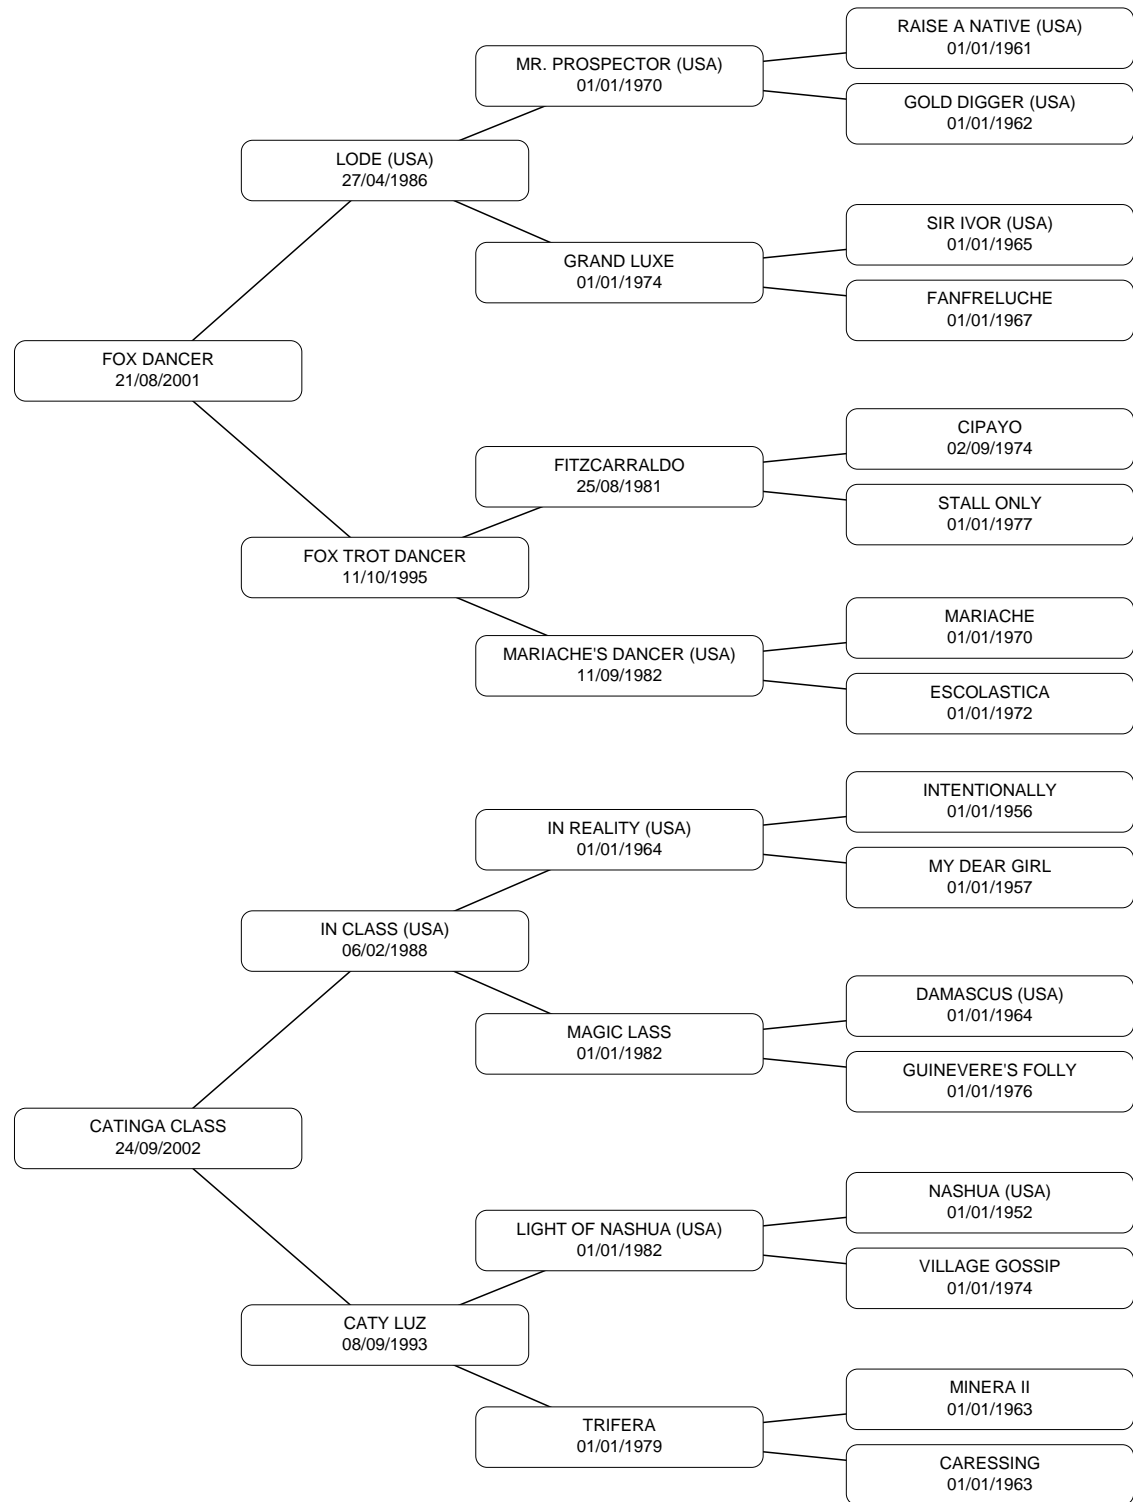 RAISE A NATIVE (USA)
01/01/1961
MR. PROSPECTOR (USA)
01/01/1970
GOLD DIGGER (USA)
01/01/1962
LODE (USA)
27/04/1986
SIR IVOR (USA)
01/01/1965
GRAND LUXE
01/01/1974
FANFRELUCHE
01/01/1967
FOX DANCER
21/08/2001
CIPAYO
02/09/1974
FITZCARRALDO
25/08/1981
STALL ONLY
01/01/1977
FOX TROT DANCER
11/10/1995
MARIACHE
01/01/1970
MARIACHE'S DANCER (USA)
11/09/1982
ESCOLASTICA
01/01/1972
INTENTIONALLY
01/01/1956
IN REALITY (USA)
01/01/1964
MY DEAR GIRL
01/01/1957
IN CLASS (USA)
06/02/1988
DAMASCUS (USA)
01/01/1964
MAGIC LASS
01/01/1982
GUINEVERE'S FOLLY
01/01/1976
CATINGA CLASS
24/09/2002
NASHUA (USA)
01/01/1952
LIGHT OF NASHUA (USA)
01/01/1982
VILLAGE GOSSIP
01/01/1974
CATY LUZ
08/09/1993
MINERA II
01/01/1963
TRIFERA
01/01/1979
CARESSING
01/01/1963